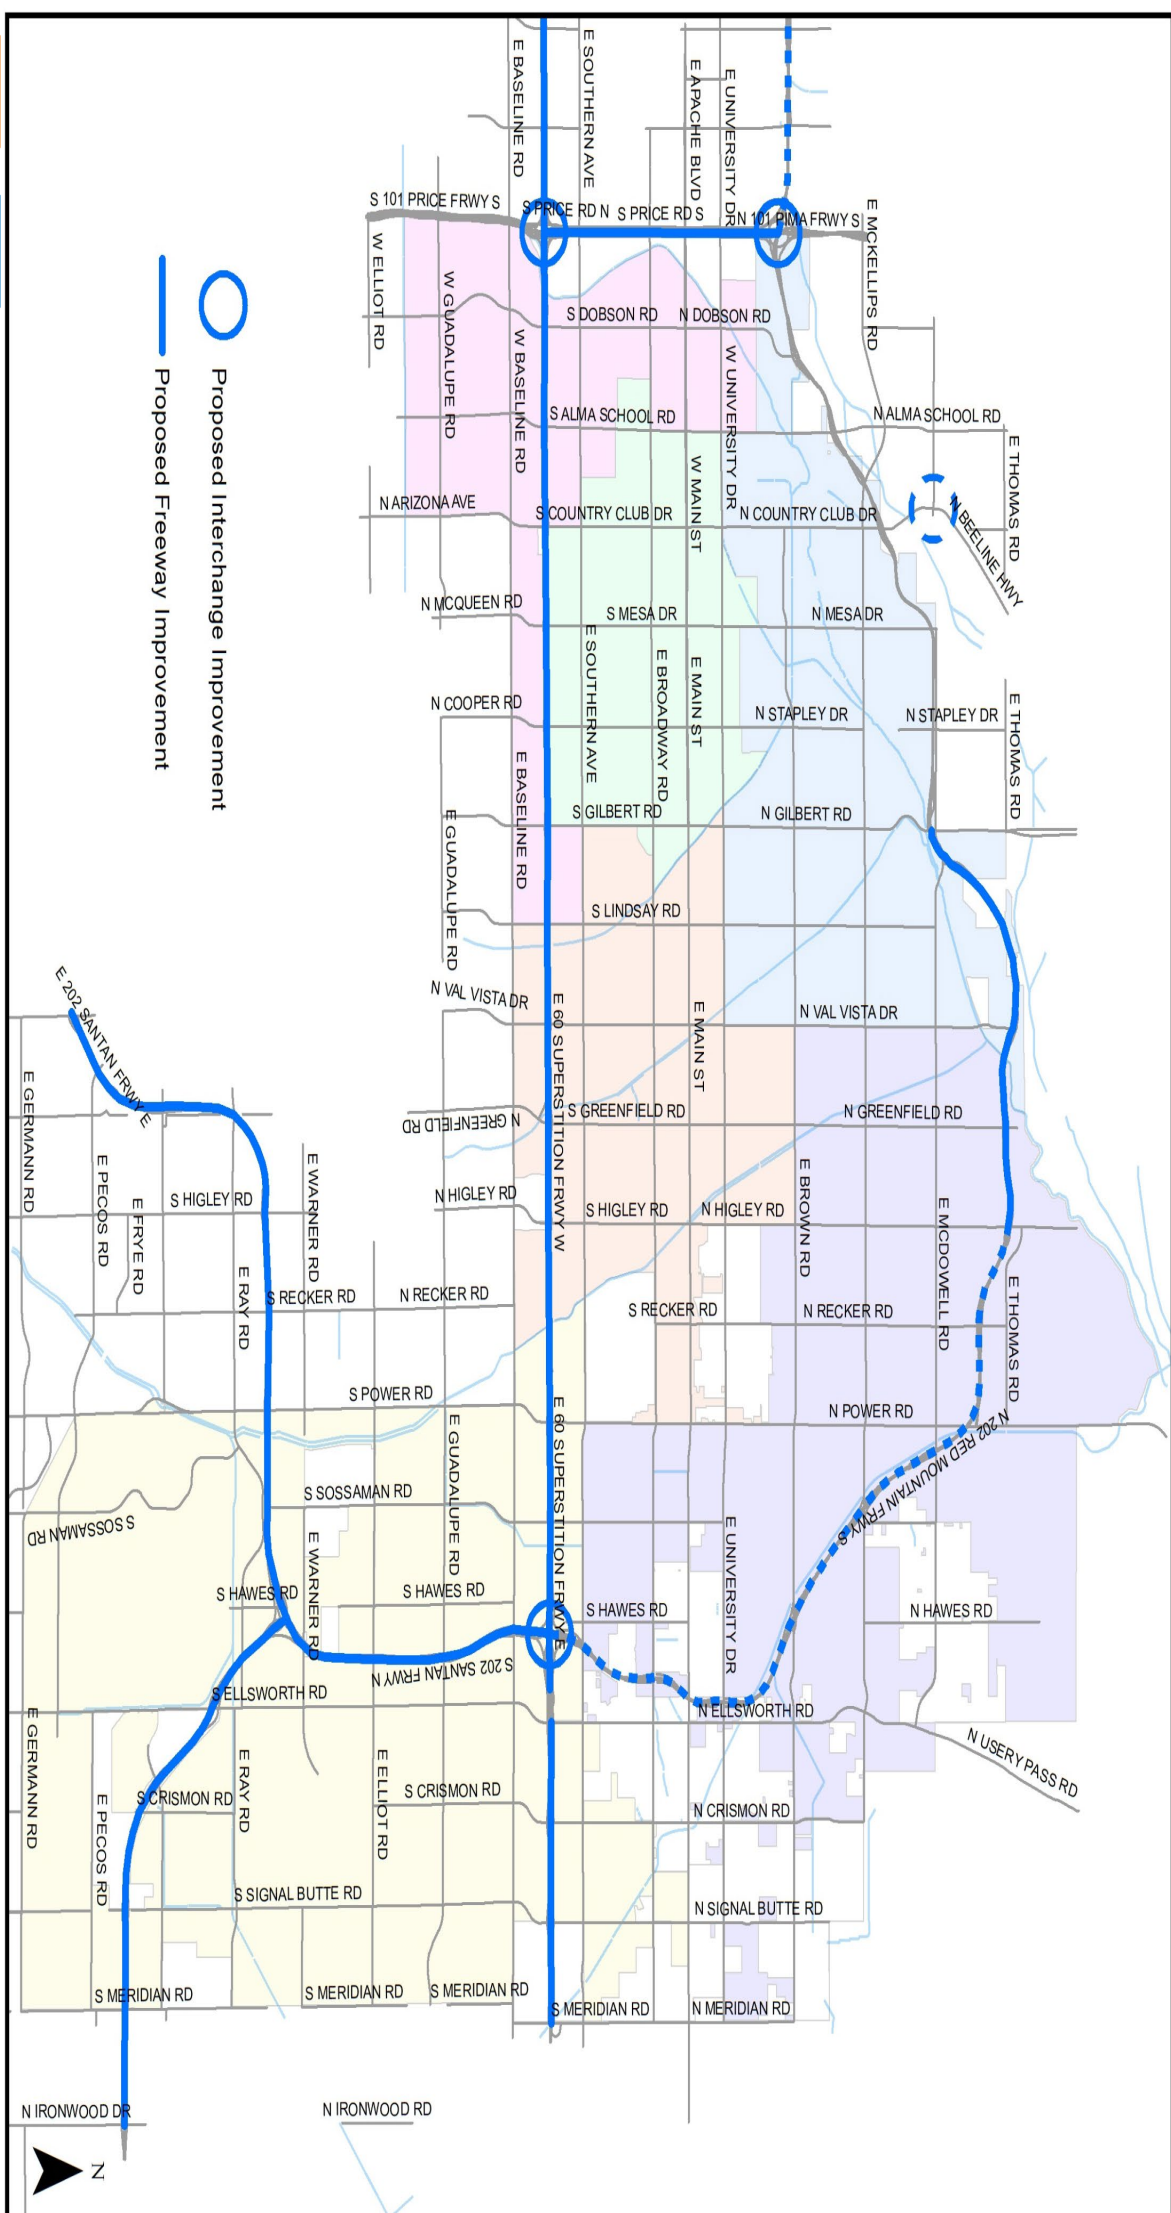 E BASELINE RD
E SOUTHERN AVE
E APACHE BLVD
E UNIVERSITY DR
S 101 PRICE FRWY S
S PRICE RD N
S PRICE RD S
N 101 PIMA FRWY S
E MCKELLIPS RD
W ELLIOT RD
W GUADALUPE RD
W BASELINE RD
S DOBSON RD
N DOBSON RD
W UNIVERSITY DR
S ALMA SCHOOL RD
N ALMA SCHOOL RD
E THOMAS RD
N ARIZONA AVE
S COUNTRY CLUB DR
W MAIN ST
N COUNTRY CLUB DR
N BEELINE HWY
Proposed Interchange Improvement
Proposed Freeway Improvement
N MCQUEEN RD
S MESA DR
N MESA DR
E SOUTHERN AVE
E BROADWAY RD
E MAIN ST
N COOPER RD
N STAPLEY DR
N STAPLEY DR
E THOMAS RD
E BASELINE RD
E GUADALUPE RD
S GILBERT RD
N GILBERT RD
S LINDSAY RD
N VAL VISTA DR
E 60 SUPERSTITION FRWY W
E MAIN ST
N VAL VISTA DR
E 202 SANTAN FRWY E
E GERMANN RD
N GREENFIELD RD
S GREENFIELD RD
N GREENFIELD RD
E PECOS RD
E FRYE RD
S HIGLEY RD
E WARNER RD
N HIGLEY RD
S HIGLEY RD
N HIGLEY RD
E BROWN RD
E MCDOWELL RD
E RAY RD
S RECKER RD
N RECKER RD
S RECKER RD
N RECKER RD
E THOMAS RD
S POWER RD
E GUADALUPE RD
E 60 SUPERSTITION FRWY E
N POWER RD
N 202 RED MOUNTAIN FRWY S
S SOSSAMAN RD
S SOSSAMAN RD
E WARNER RD
E UNIVERSITY DR
S HAWES RD
S HAWES RD
S HAWES RD
N HAWES RD
S 202 SANTAN FRWY N
S ELLSWORTH RD
N ELLSWORTH RD
N USERY PASS RD
E GERMANN RD
E PECOS RD
E RAY RD
E ELLIOT RD
S CRISMON RD
S CRISMON RD
N CRISMON RD
S SIGNAL BUTTE RD
N SIGNAL BUTTE RD
S MERIDIAN RD
S MERIDIAN RD
S MERIDIAN RD
S MERIDIAN RD
N MERIDIAN RD
N IRONWOOD DR
N IRONWOOD RD
N